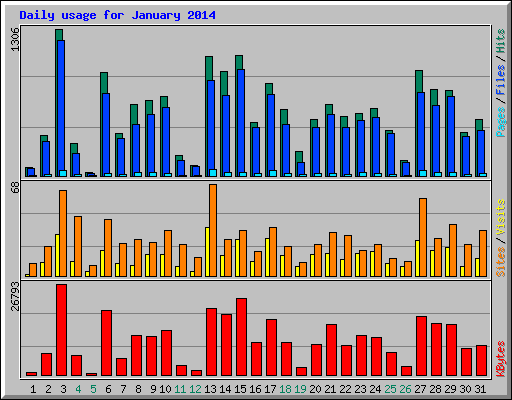 Daily usage for January 2014
1306
Pages / Files / Hits
68
Sites / Visits
26793
KBytes
1 2 3 4 5 6 7 8 9 10 11 12 13 14 15 16 17 18 19 20 21 22 23 24 25 26 27 28 29 30 31